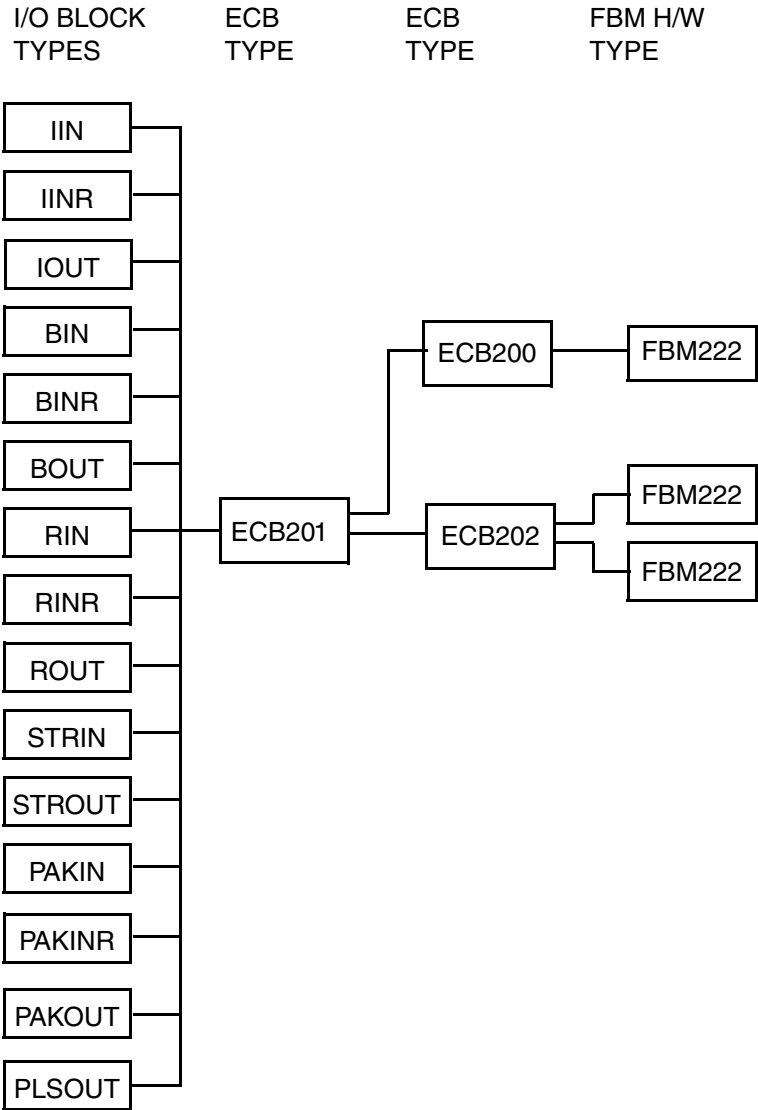 I/O BLOCK TYPES
ECB TYPE
ECB TYPE
FBM H/W TYPE
IIN
IINR
IOUT
BIN
BINR
BOUT
RIN
RINR
ROUT
STRIN
STROUT
PAKIN
PAKINR
PAKOUT
PLSOUT
ECB201
ECB200
ECB202
FBM222
FBM222
FBM222